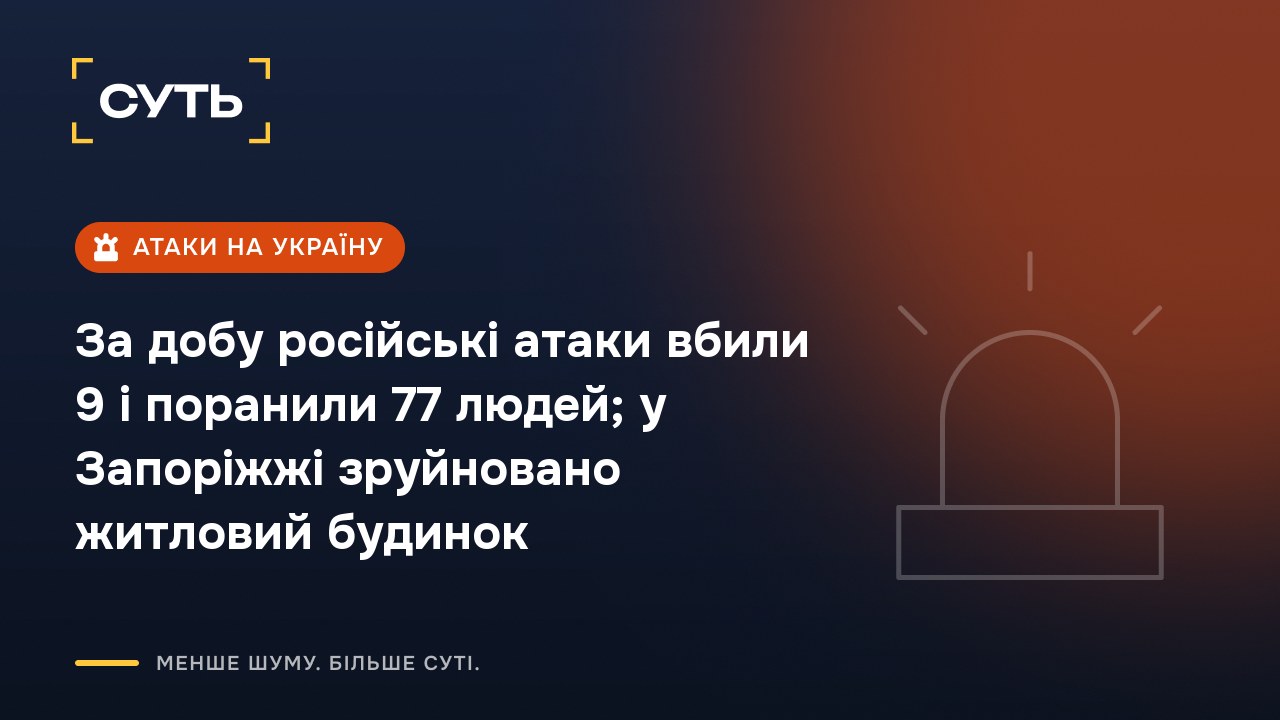 СУТЬ
АТАКИ НА УКРАЇНУ
За добу російські атаки вбили
9 і поранили 77 людей; у
Запоріжжі зруйновано
житловий будинок
МЕНШЕ ШУМУ. БІЛЬШЕ СУТІ.